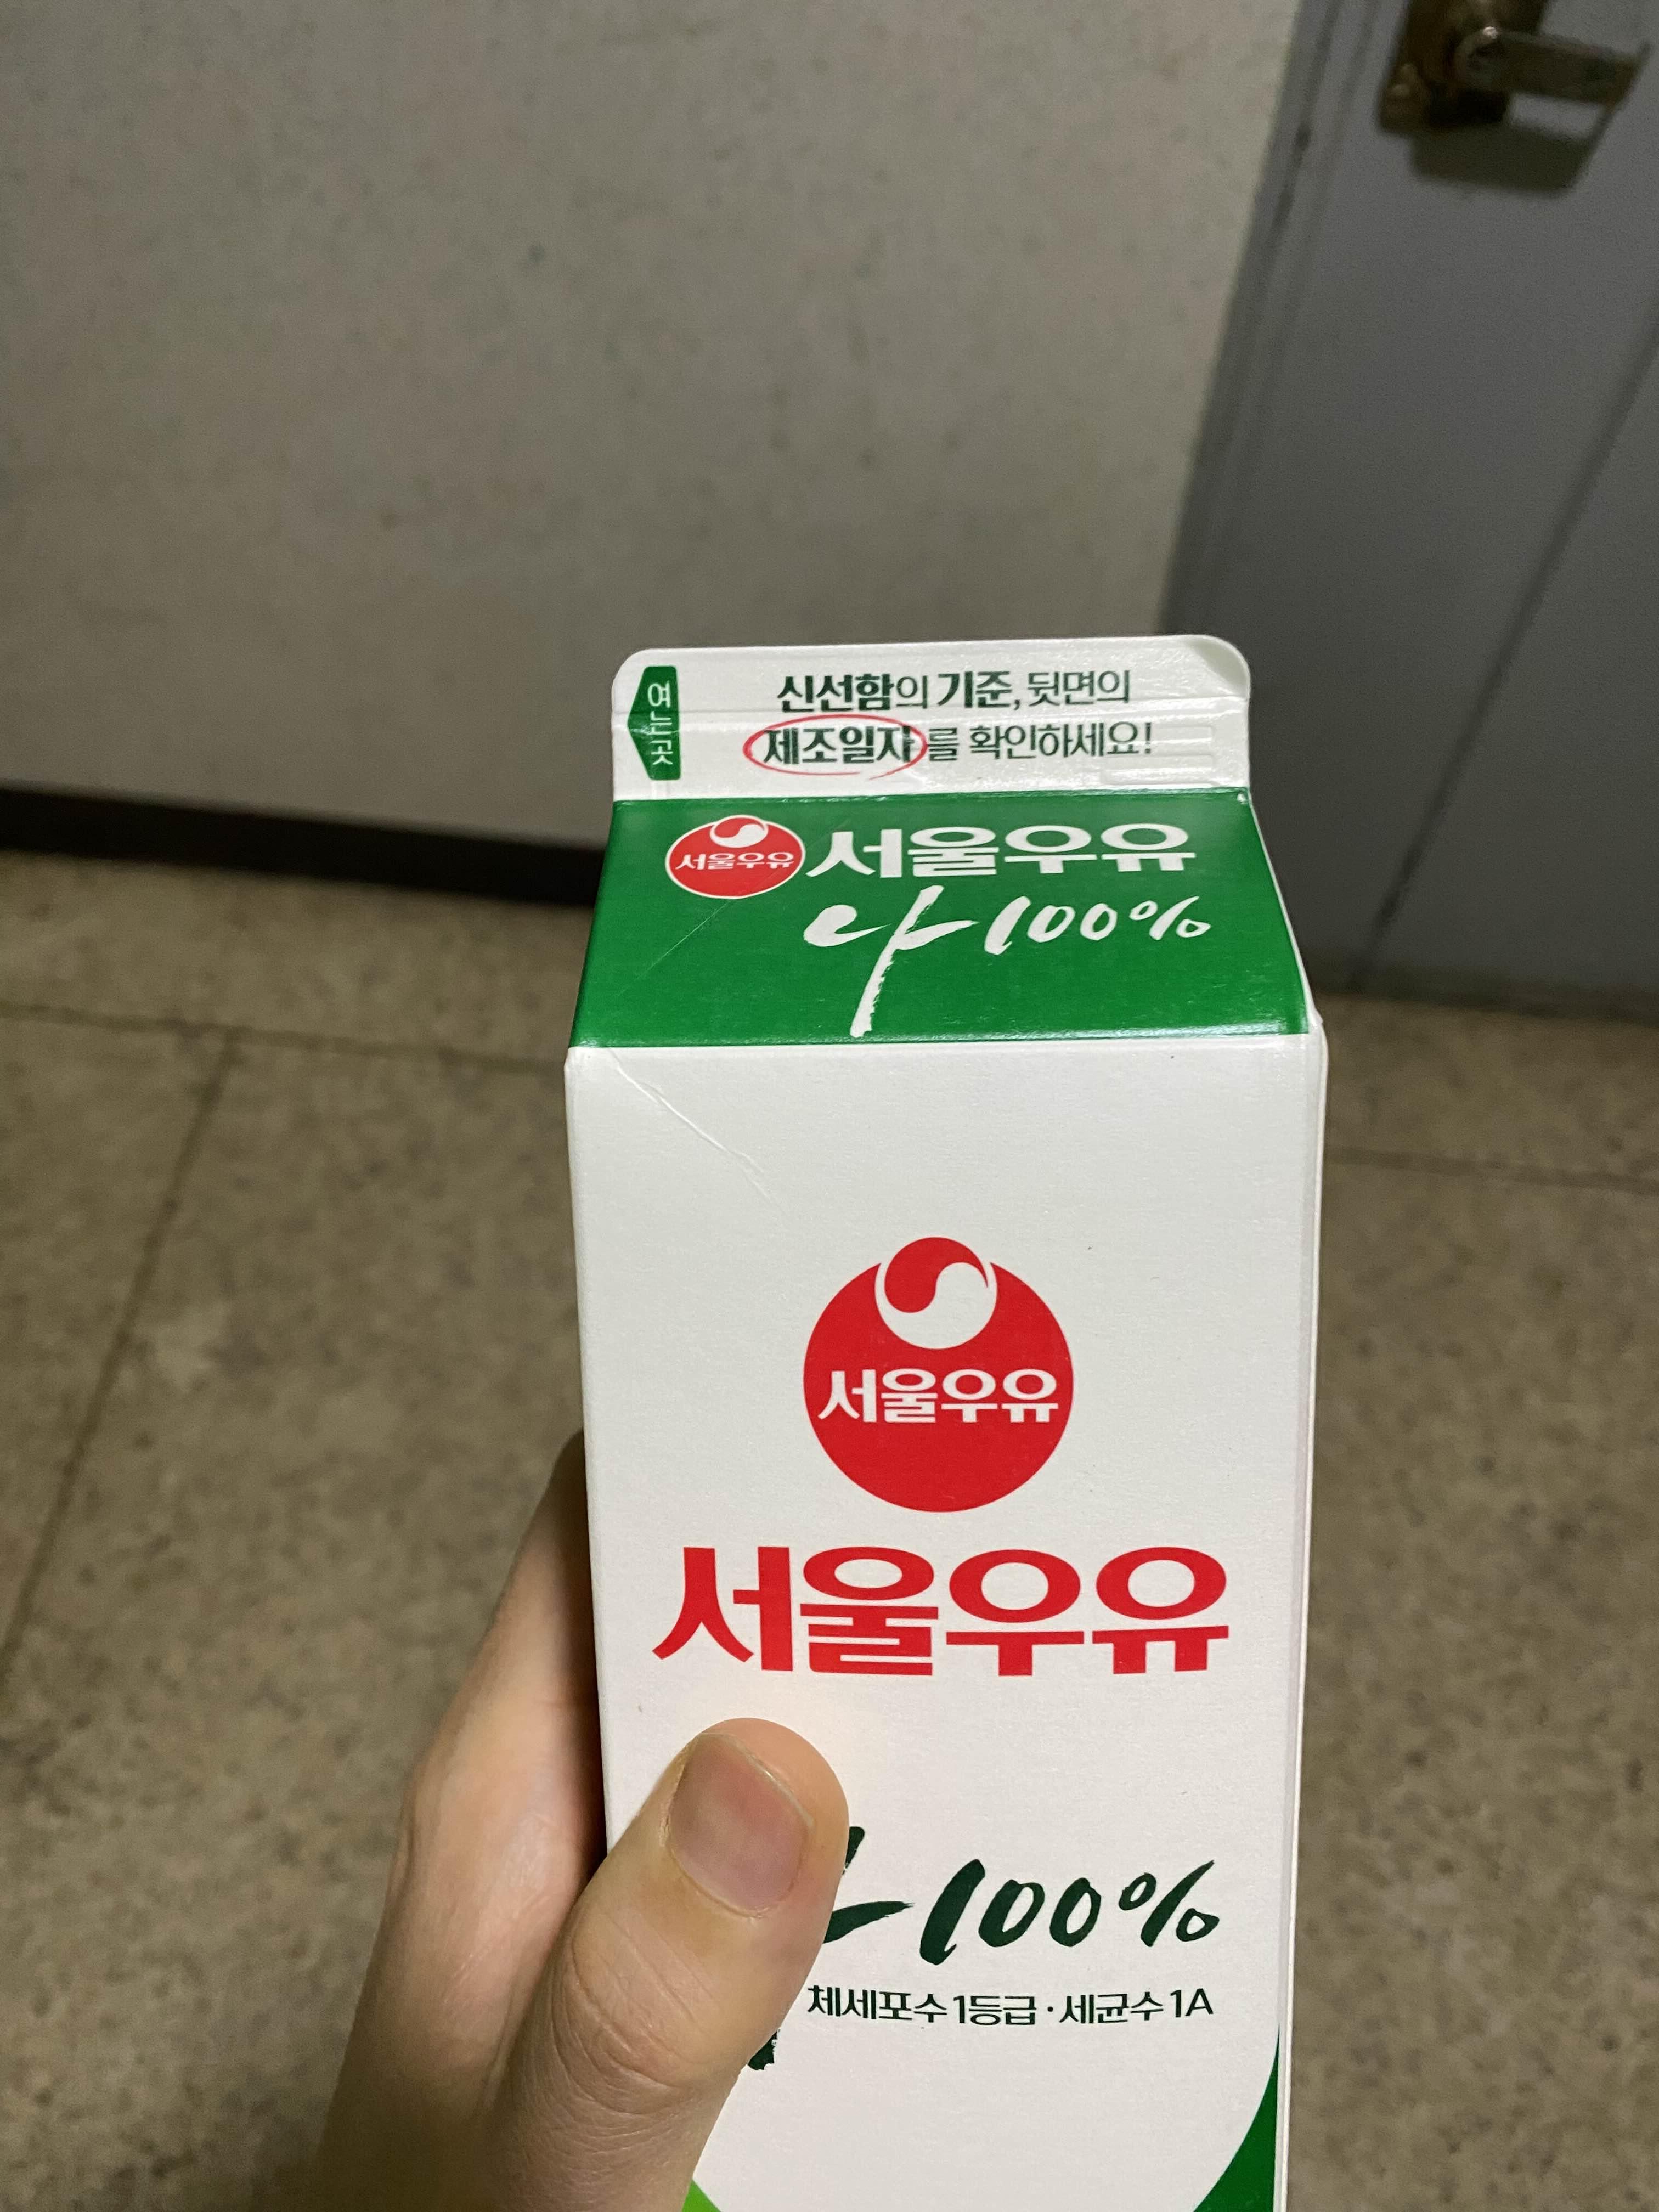 여는곳
신선함의 기준, 뒷면의
제조일자를 확인하세요!
서울우유
서울우유
나100%
서울우유
서울우유
100%
체세포수 1등급 · 세균수 1A